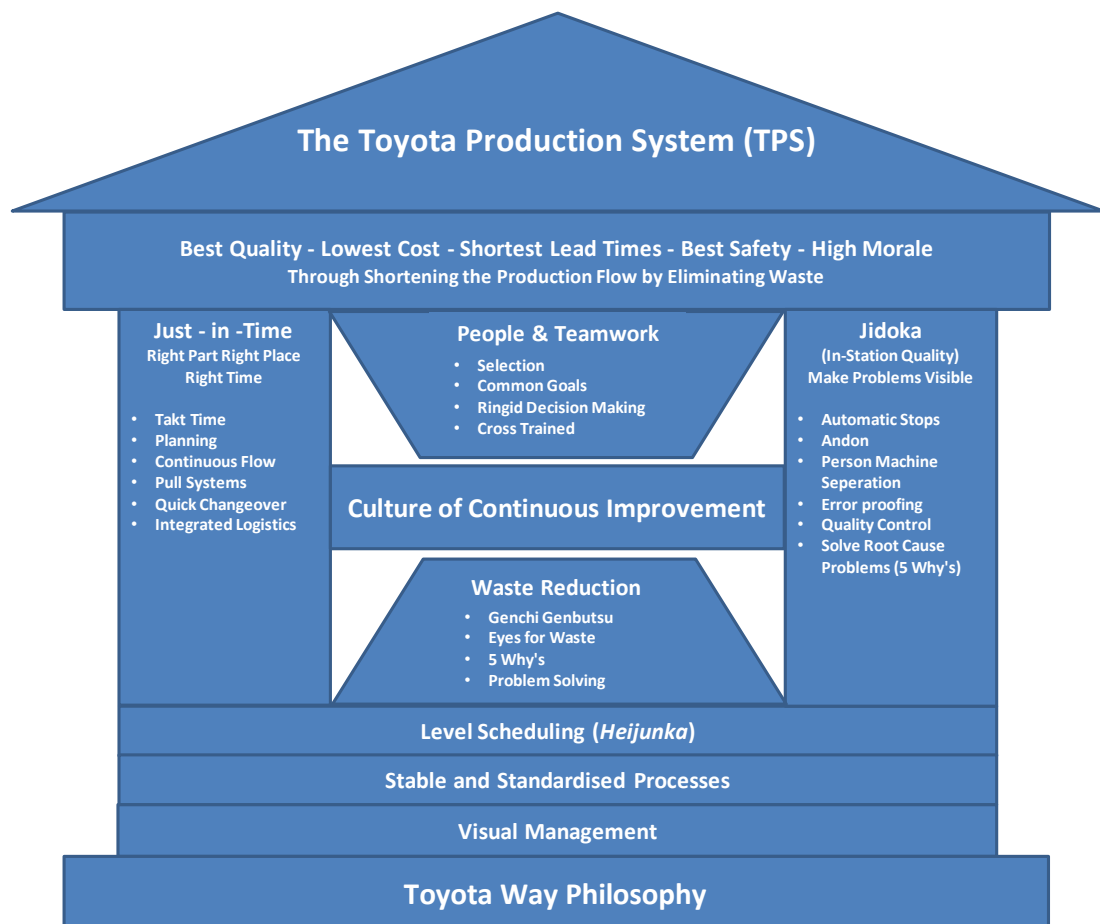 The Toyota Production System (TPS)
Best Quality - Lowest Cost - Shortest Lead Times - Best Safety - High Morale
Through Shortening the Production Flow by Eliminating Waste
Just - in -Time
Right Part Right Place
Right Time
• Takt Time
• Planning
• Continuous Flow
• Pull Systems
• Quick Changeover
• Integrated Logistics
People & Teamwork
• Selection
• Common Goals
• Ringid Decision Making
• Cross Trained
Culture of Continuous Improvement
Waste Reduction
• Genchi Genbutsu
• Eyes for Waste
• 5 Why's
• Problem Solving
Jidoka
(In-Station Quality)
Make Problems Visible
• Automatic Stops
• Andon
• Person Machine
Seperation
• Error proofing
• Quality Control
• Solve Root Cause
Problems (5 Why's)
Level Scheduling (Heijunka)
Stable and Standardised Processes
Visual Management
Toyota Way Philosophy